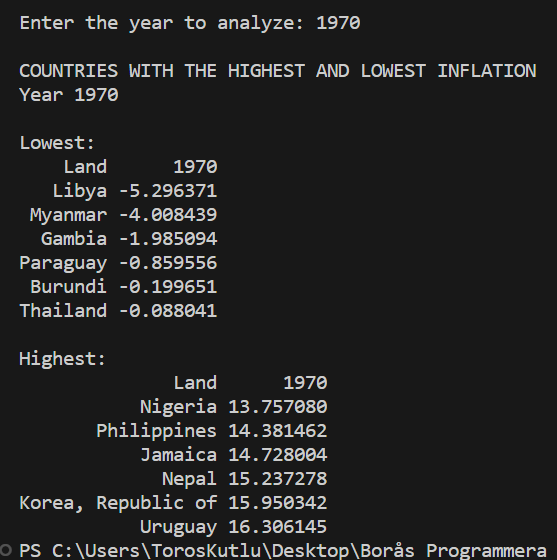 Enter the year to analyze: 1970
COUNTRIES WITH THE HIGHEST AND LOWEST INFLATION
Year 1970
Lowest:
Land 1970
Libya -5.296371
Myanmar -4.008439
Gambia -1.985094
Paraguay -0.859556
Burundi -0.199651
Thailand -0.088041
Highest:
Land 1970
Nigeria 13.757080
Philippines 14.381462
Jamaica 14.728004
Nepal 15.237278
Korea, Republic of 15.950342
Uruguay 16.306145
PS C:\Users\TorosKutlu\Desktop\Borås Programmera